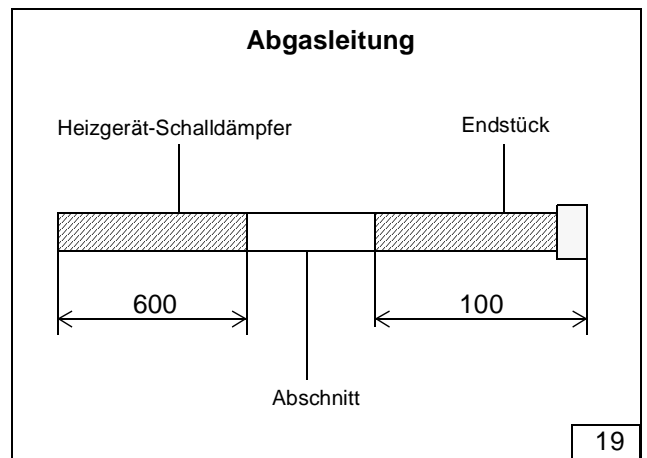 Abgasleitung
Heizgerät-Schalldämpfer
Endstück
600
100
Abschnitt
19